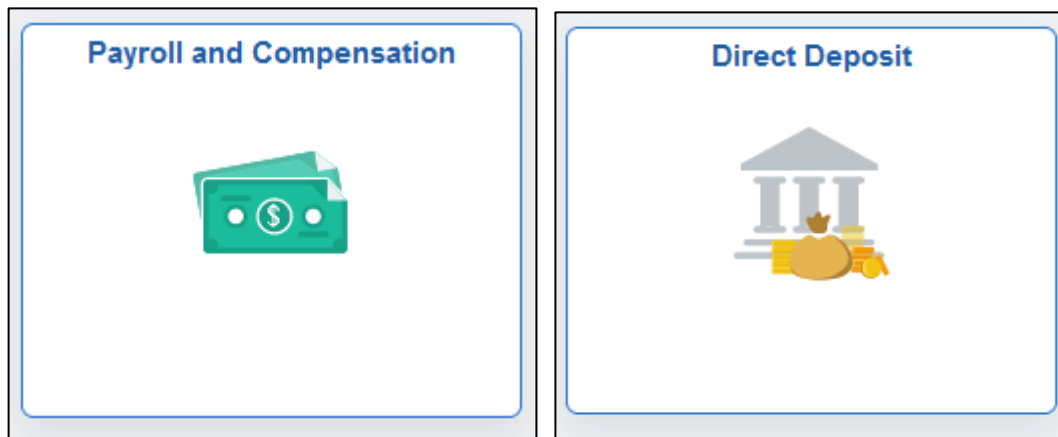 Payroll and Compensation
Direct Deposit
$